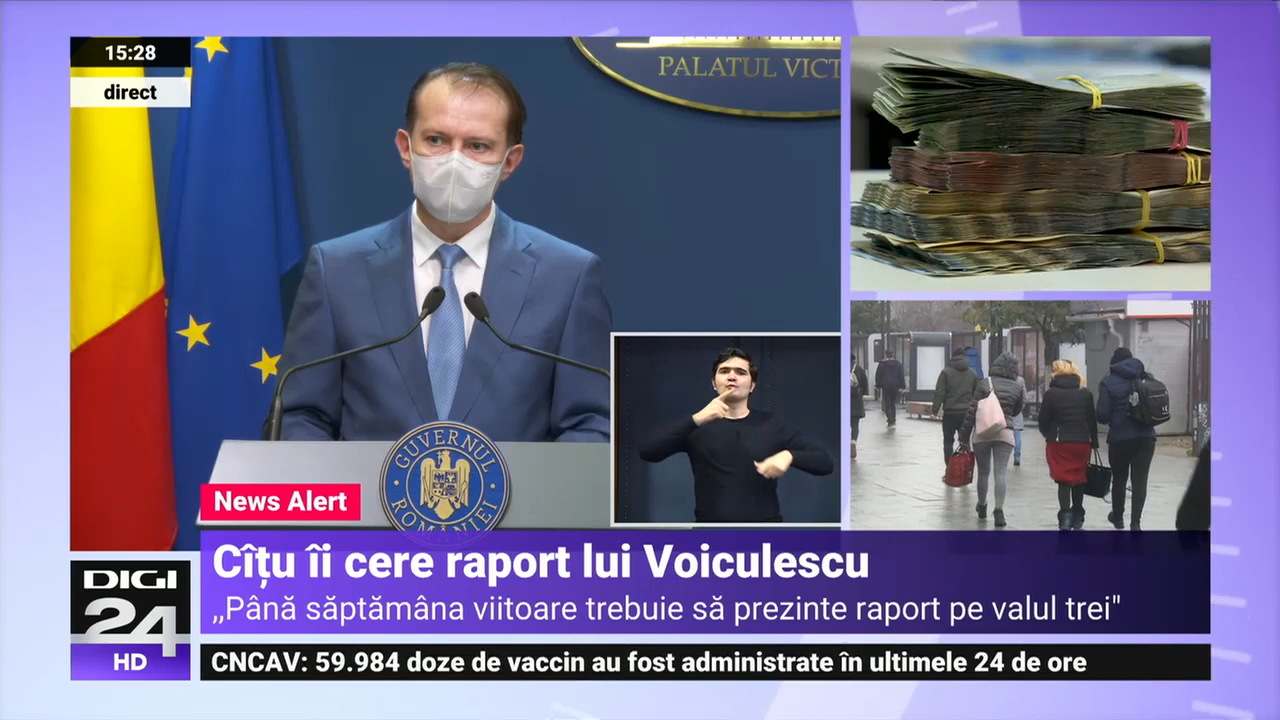 15:28
direct
PALATUL VICT
GUVERNUL
ROMÂNIEI
News Alert
Cîțu îi cere raport lui Voiculescu
,,Până săptămâna viitoare trebuie să prezinte raport pe valul trei"
DIGI
24
HD
CNCAV: 59.984 doze de vaccin au fost administrate în ultimele 24 de ore